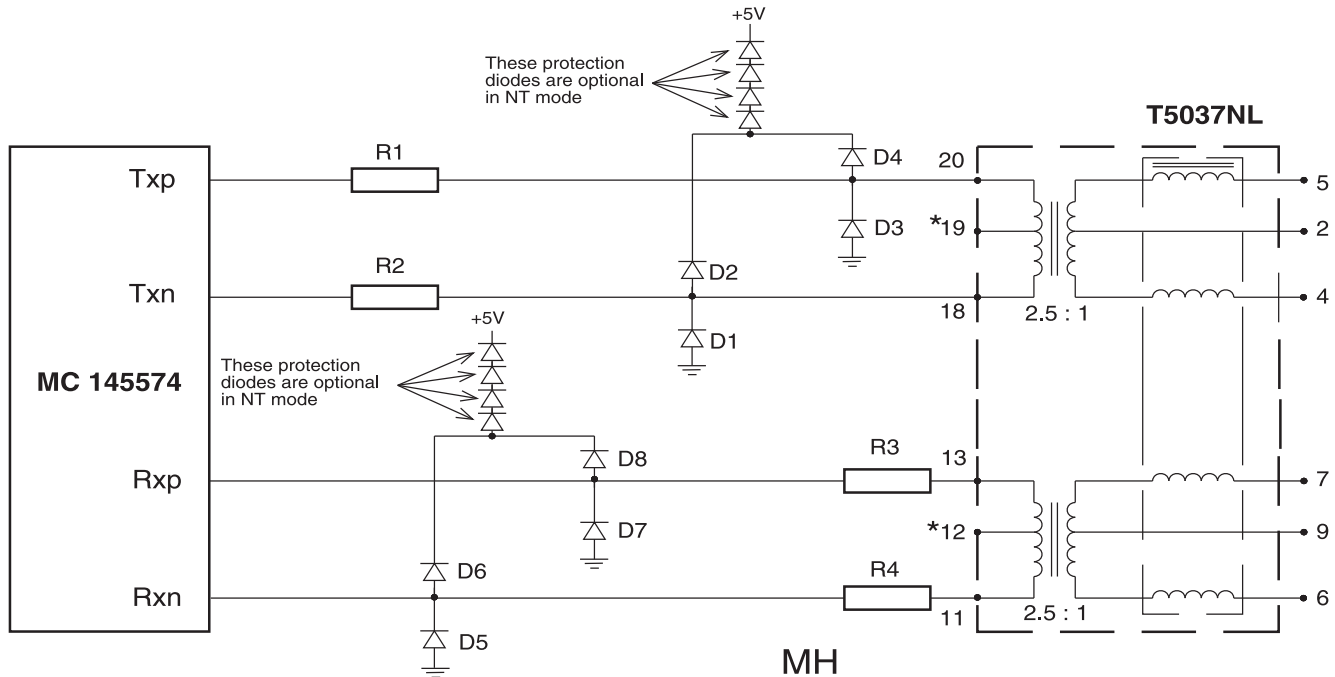 +5V
These protection
diodes are optional
in NT mode
T5037NL
R1
D4
20
Txp
5
*19
D3
2
R2
D2
Txn
4
18
2.5 : 1
+5V
D1
These protection
diodes are optional
in NT mode
MC 145574
R3
13
D8
Rxp
7
*12
D7
9
D6
R4
Rxn
6
11
2.5 : 1
D5
MH